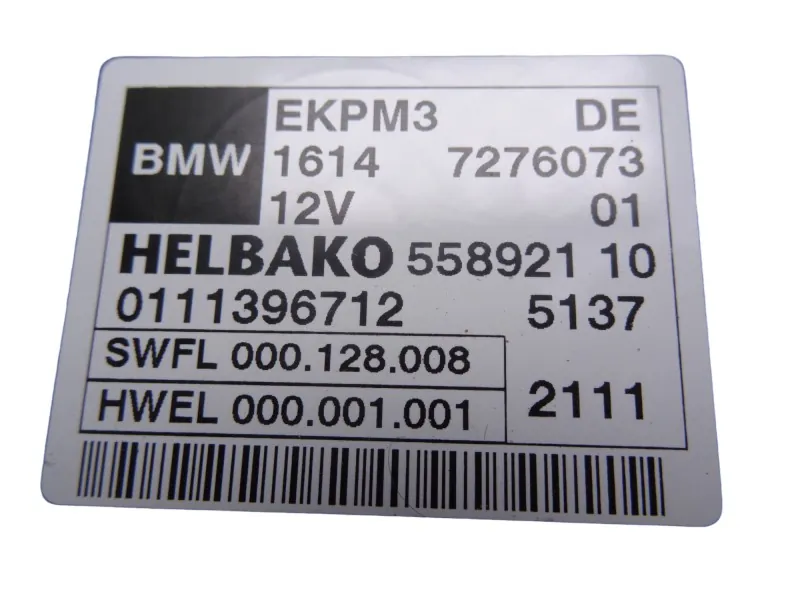 EKPM3 DE
BMW 1614 7276073
12V 01
HELBAKO 558921 10
0111396712 5137
SWFL 000.128.008
HWEL 000.001.001 2111